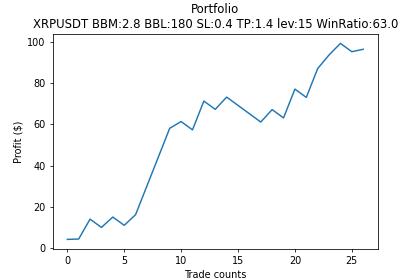 Portfolio
XRPUSDT BBM:2.8 BBL:180 SL:0.4 TP:1.4 lev:15 WinRatio:63.0
100
80
60
40
20
0
Profit ($)
0 5 10 15 20 25
Trade counts